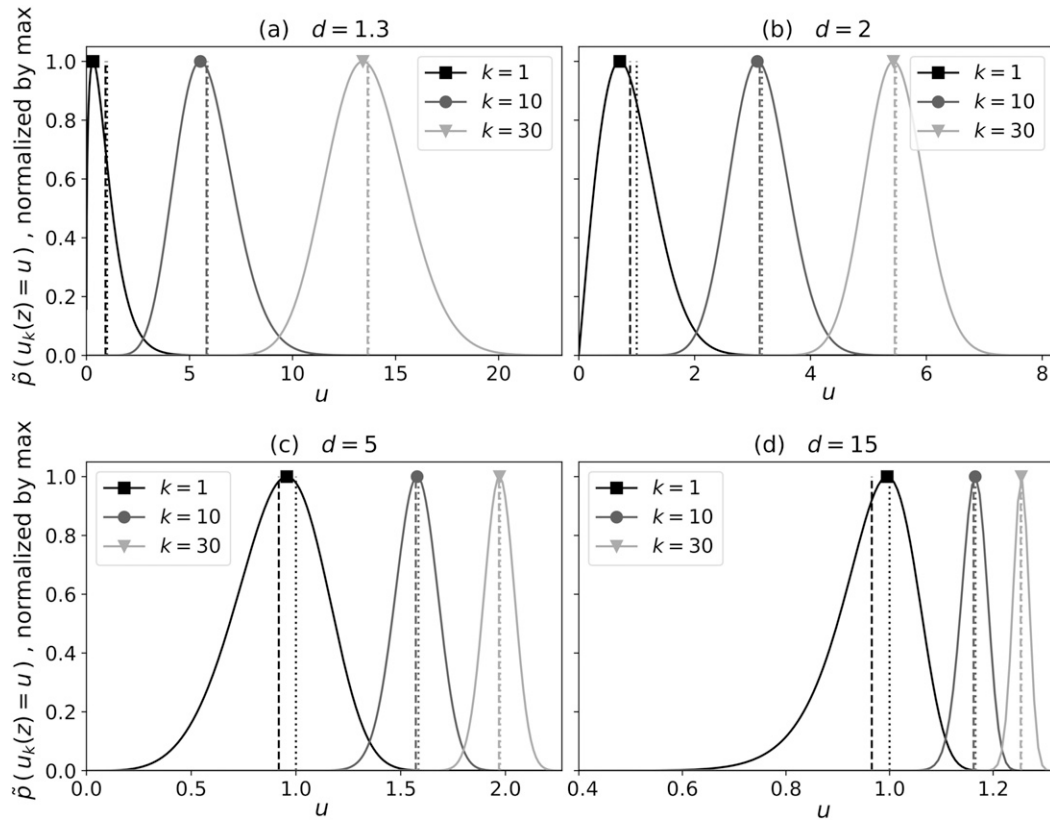 (a) d = 1.3
(b) d = 2
p̃ ( u_k(z) = u ) , normalized by max
1.0
0.8
0.6
0.4
0.2
0.0
k = 1
k = 10
k = 30
0 5 10 15 20
u
k = 1
k = 10
k = 30
0 2 4 6 8
u
(c) d = 5
(d) d = 15
p̃ ( u_k(z) = u ) , normalized by max
1.0
0.8
0.6
0.4
0.2
0.0
k = 1
k = 10
k = 30
0.0 0.5 1.0 1.5 2.0
u
k = 1
k = 10
k = 30
0.4 0.6 0.8 1.0 1.2
u